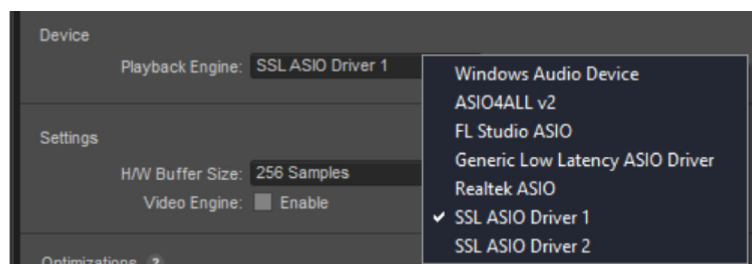 Device
Playback Engine: SSL ASIO Driver 1
Windows Audio Device
ASIO4ALL v2
FL Studio ASIO
Generic Low Latency ASIO Driver
Realtek ASIO
✔ SSL ASIO Driver 1
SSL ASIO Driver 2
Settings
H/W Buffer Size: 256 Samples
Video Engine: Enable
Optimizations ?